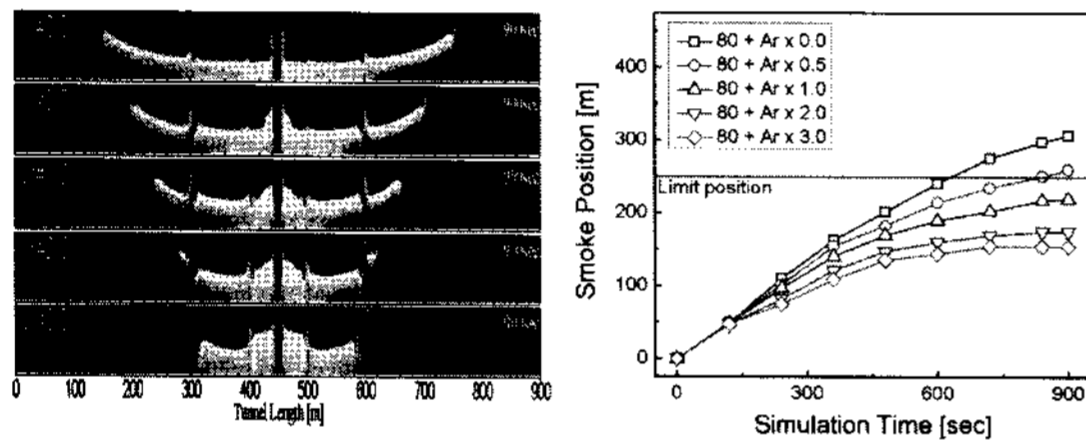 0 100 200 300 400 500 600 700 800 900
Tunnel Length [m]
80 + Ar x 0.0
80 + Ar x 0.5
80 + Ar x 1.0
80 + Ar x 2.0
80 + Ar x 3.0
Limit position
Smoke Position [m]
400
300
200
100
0
0 300 600 900
Simulation Time [sec]